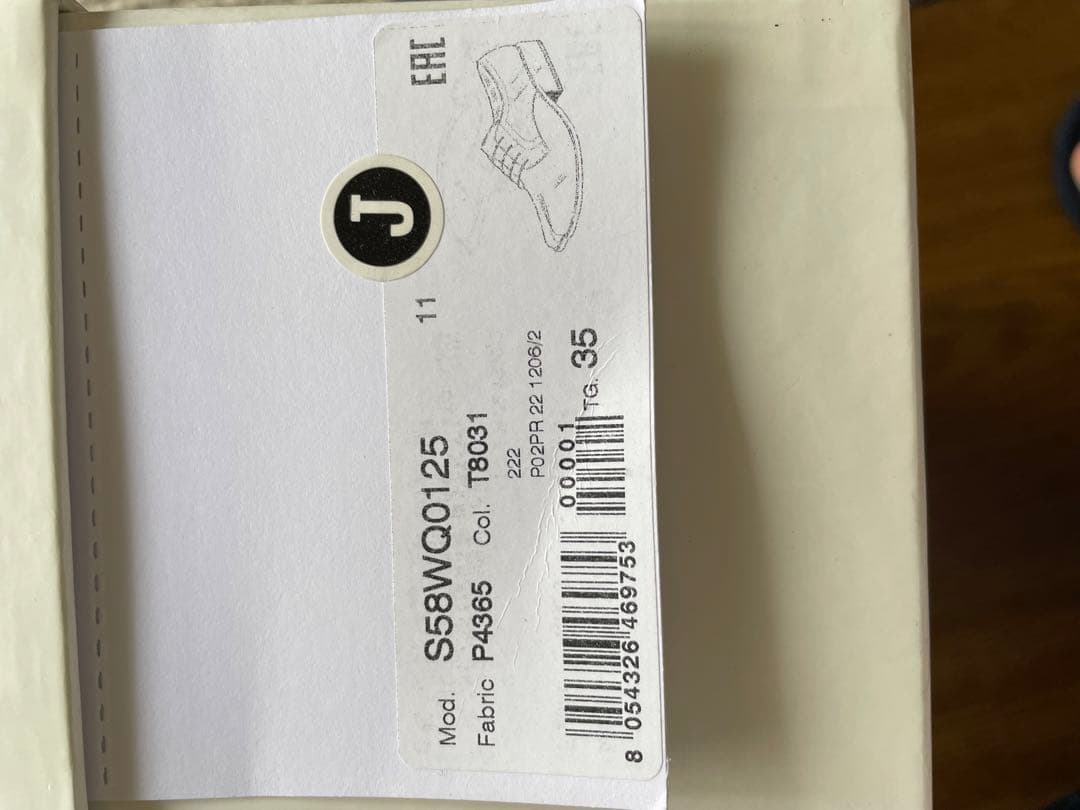 EAC
J
Mod. S58WQ0125 11
Fabric P4365 Col. T8031
222
P02PR 22 1206/2
00001
TG. 35
8 054326 469753